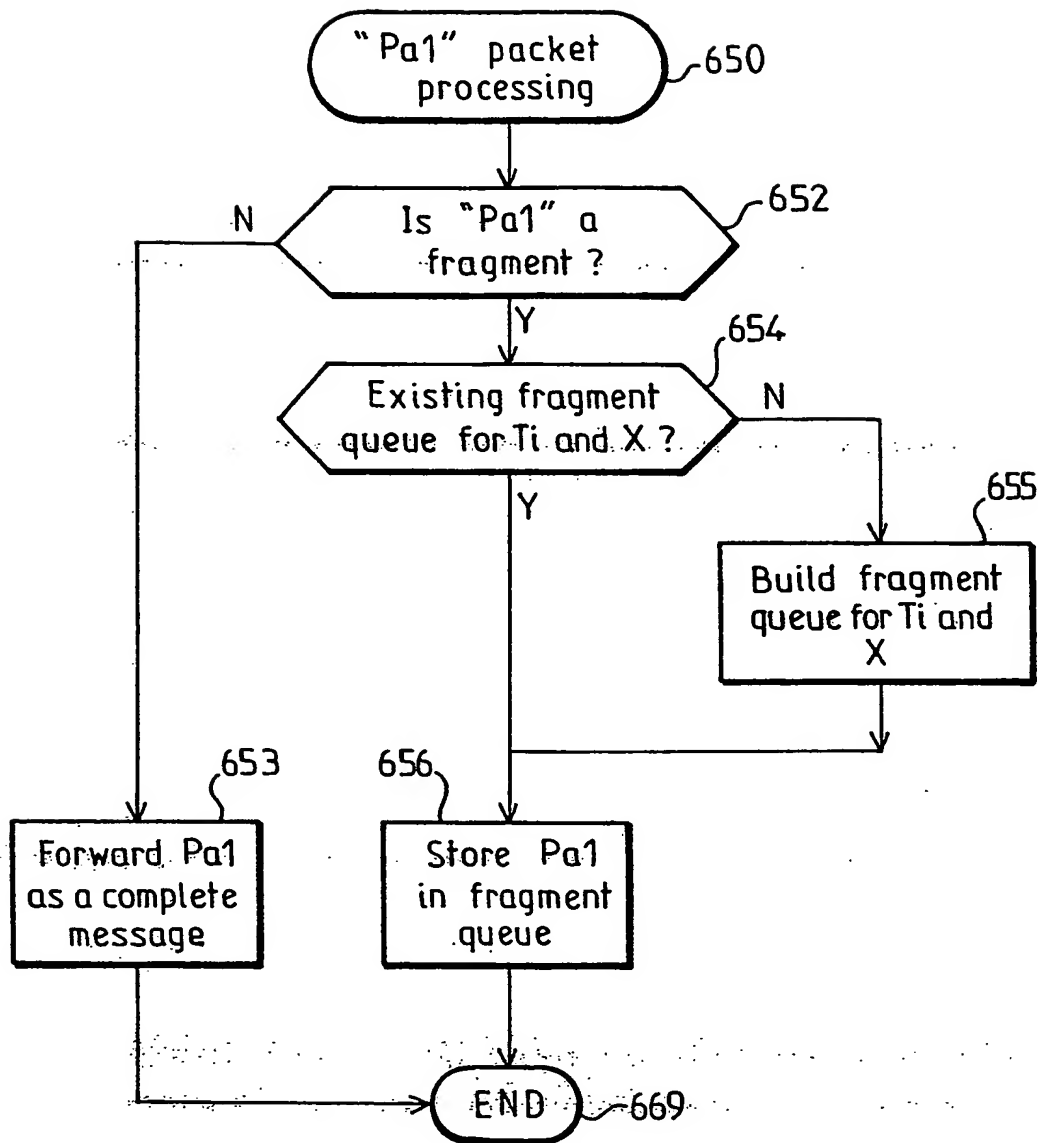 “Pa1” packet
processing
650
Is “Pa1” a
fragment ?
652
N
Y
Existing fragment
queue for Ti and X ?
654
N
Y
655
Build fragment
queue for Ti and
X
653
Forward Pa1
as a complete
message
656
Store Pa1
in fragment
queue
END
669